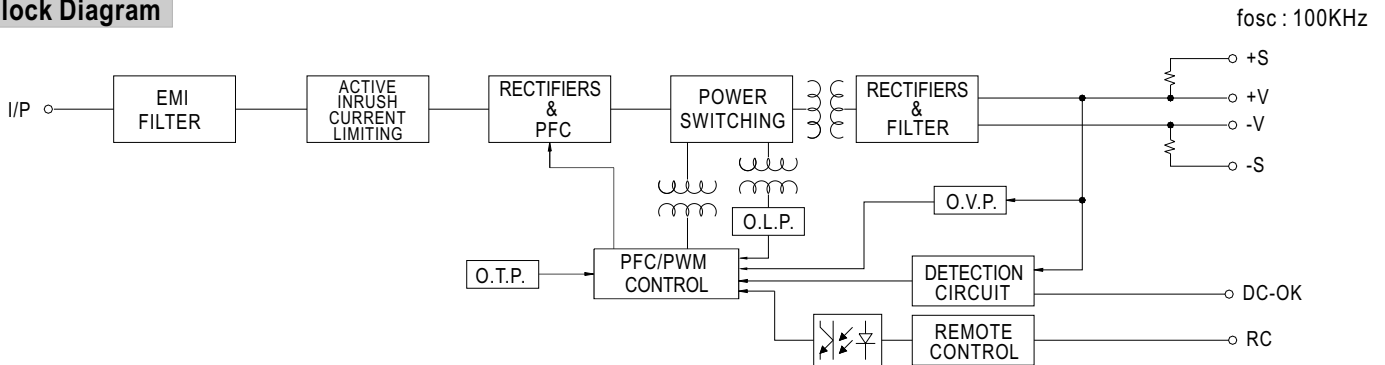 lock Diagram
fosc : 100KHz
I/P
EMI
FILTER
ACTIVE
INRUSH
CURRENT
LIMITING
RECTIFIERS
&
PFC
POWER
SWITCHING
RECTIFIERS
&
FILTER
+S
+V
-V
-S
O.L.P.
O.V.P.
O.T.P.
PFC/PWM
CONTROL
DETECTION
CIRCUIT
DC-OK
REMOTE
CONTROL
RC